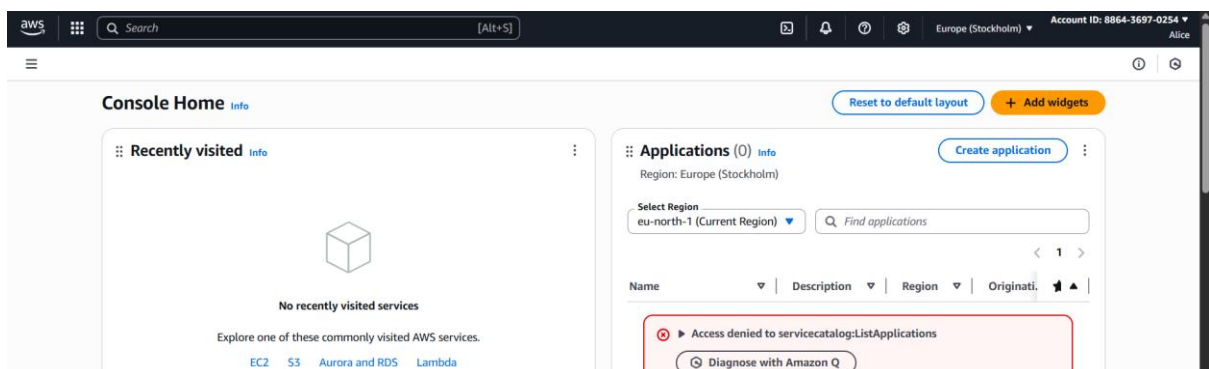 aws
Search [Alt+S]
Europe (Stockholm) ▼
Account ID: 8864-3697-0254 ▼
Alice
Console Home Info
Reset to default layout
+ Add widgets
Recently visited Info
No recently visited services
Explore one of these commonly visited AWS services.
EC2 S3 Aurora and RDS Lambda
Applications (0) Info
Create application
Region: Europe (Stockholm)
Select Region
eu-north-1 (Current Region) ▼
Find applications
< 1 >
Name Description Region Originati.
Access denied to servicecatalog:ListApplications
Diagnose with Amazon Q